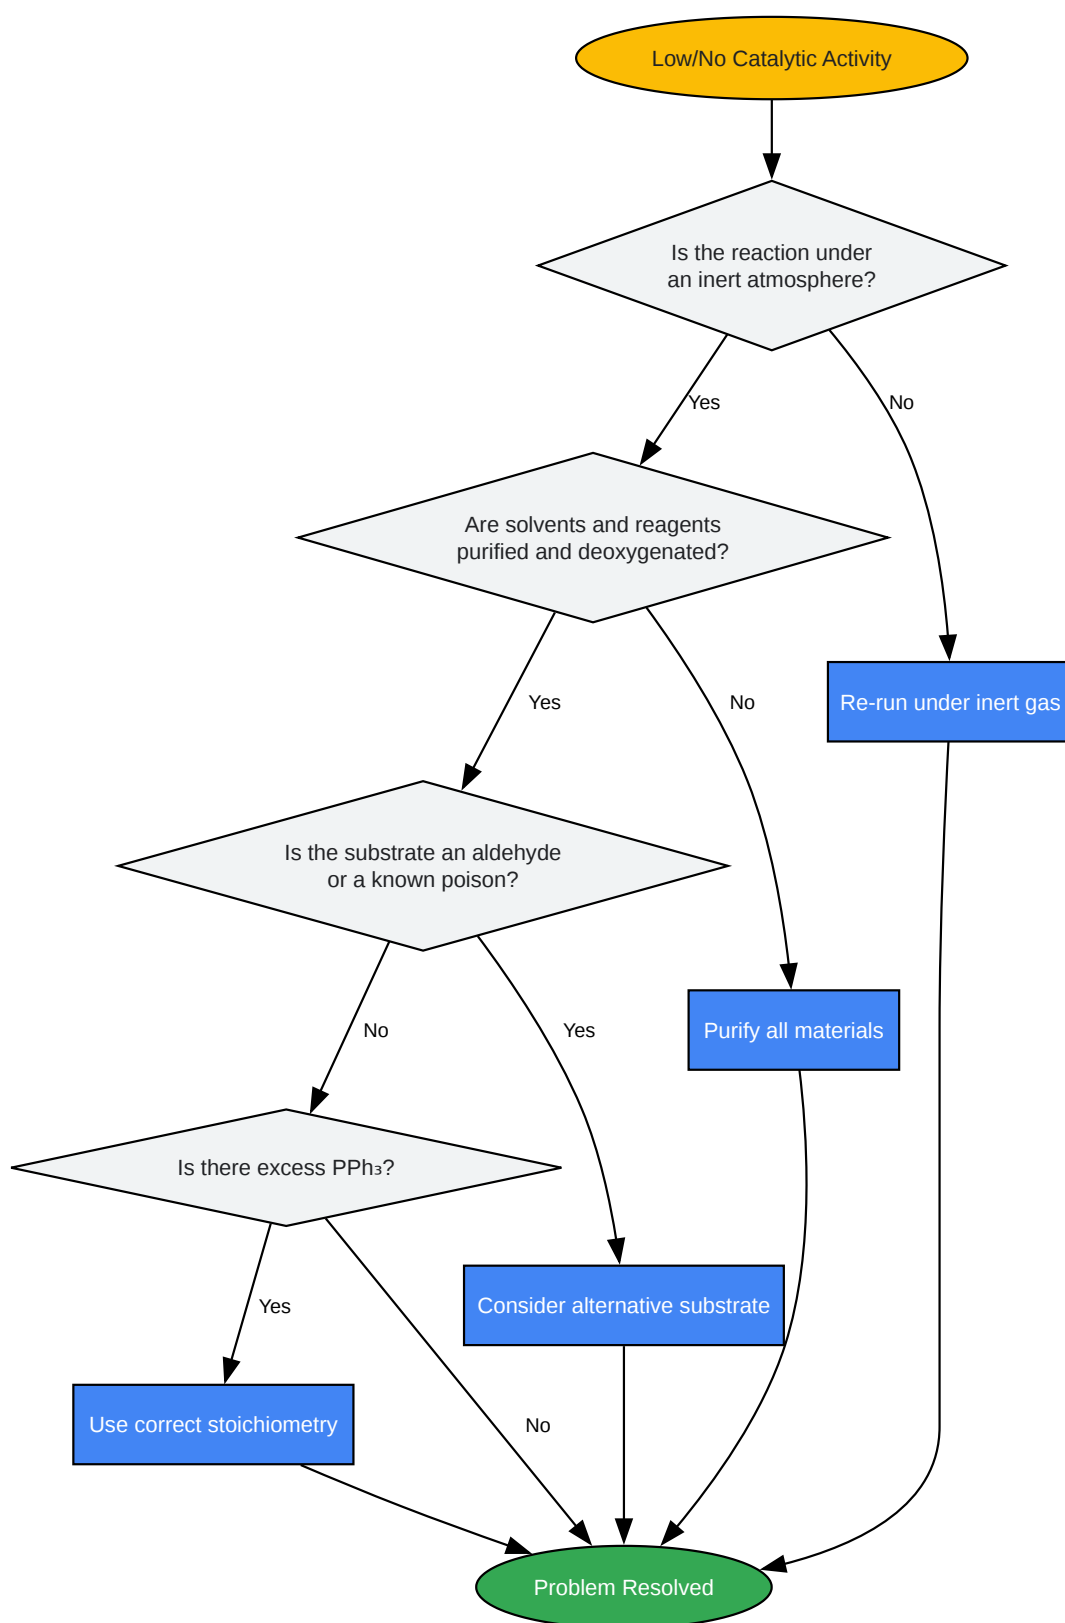 Low/No Catalytic Activity
Is the reaction under
an inert atmosphere?
Yes
No
Are solvents and reagents
purified and deoxygenated?
Yes
No
Re-run under inert gas
Is the substrate an aldehyde
or a known poison?
No
Yes
Purify all materials
Is there excess PPh₃?
Yes
Consider alternative substrate
Use correct stoichiometry
No
Problem Resolved